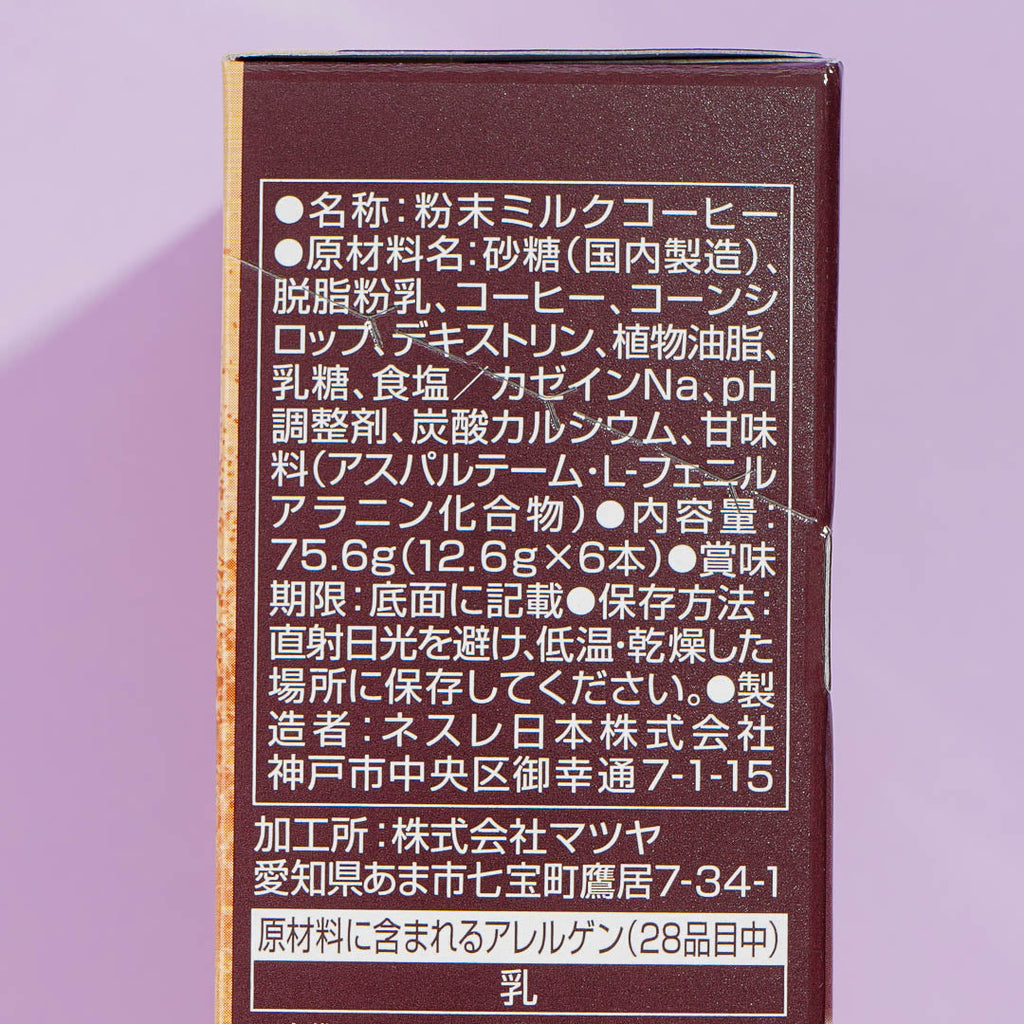 ●名称：粉末ミルクコーヒー
●原材料名：砂糖（国内製造）、
脱脂粉乳、コーヒー、コーンシ
ロップ、デキストリン、植物油脂、
乳糖、食塩／カゼインNa、pH
調整剤、炭酸カルシウム、甘味
料（アスパルテーム・L-フェニル
アラニン化合物）●内容量：
75.6g（12.6g×6本）●賞味
期限：底面に記載●保存方法：
直射日光を避け、低温・乾燥した
場所に保存してください。●製
造者：ネスレ日本株式会社
神戸市中央区御幸通7-1-15
加工所：株式会社マツヤ
愛知県あま市七宝町鷹居7-34-1
原材料に含まれるアレルゲン（28品目中）
乳